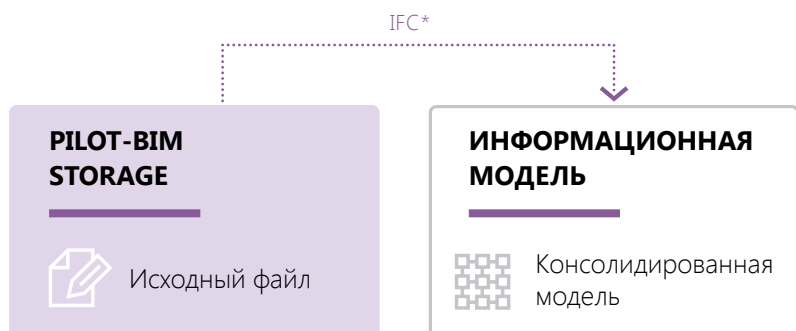 IFC*
PILOT-BIM
STORAGE
Исходный файл
ИНФОРМАЦИОННАЯ
МОДЕЛЬ
Консолидированная
модель